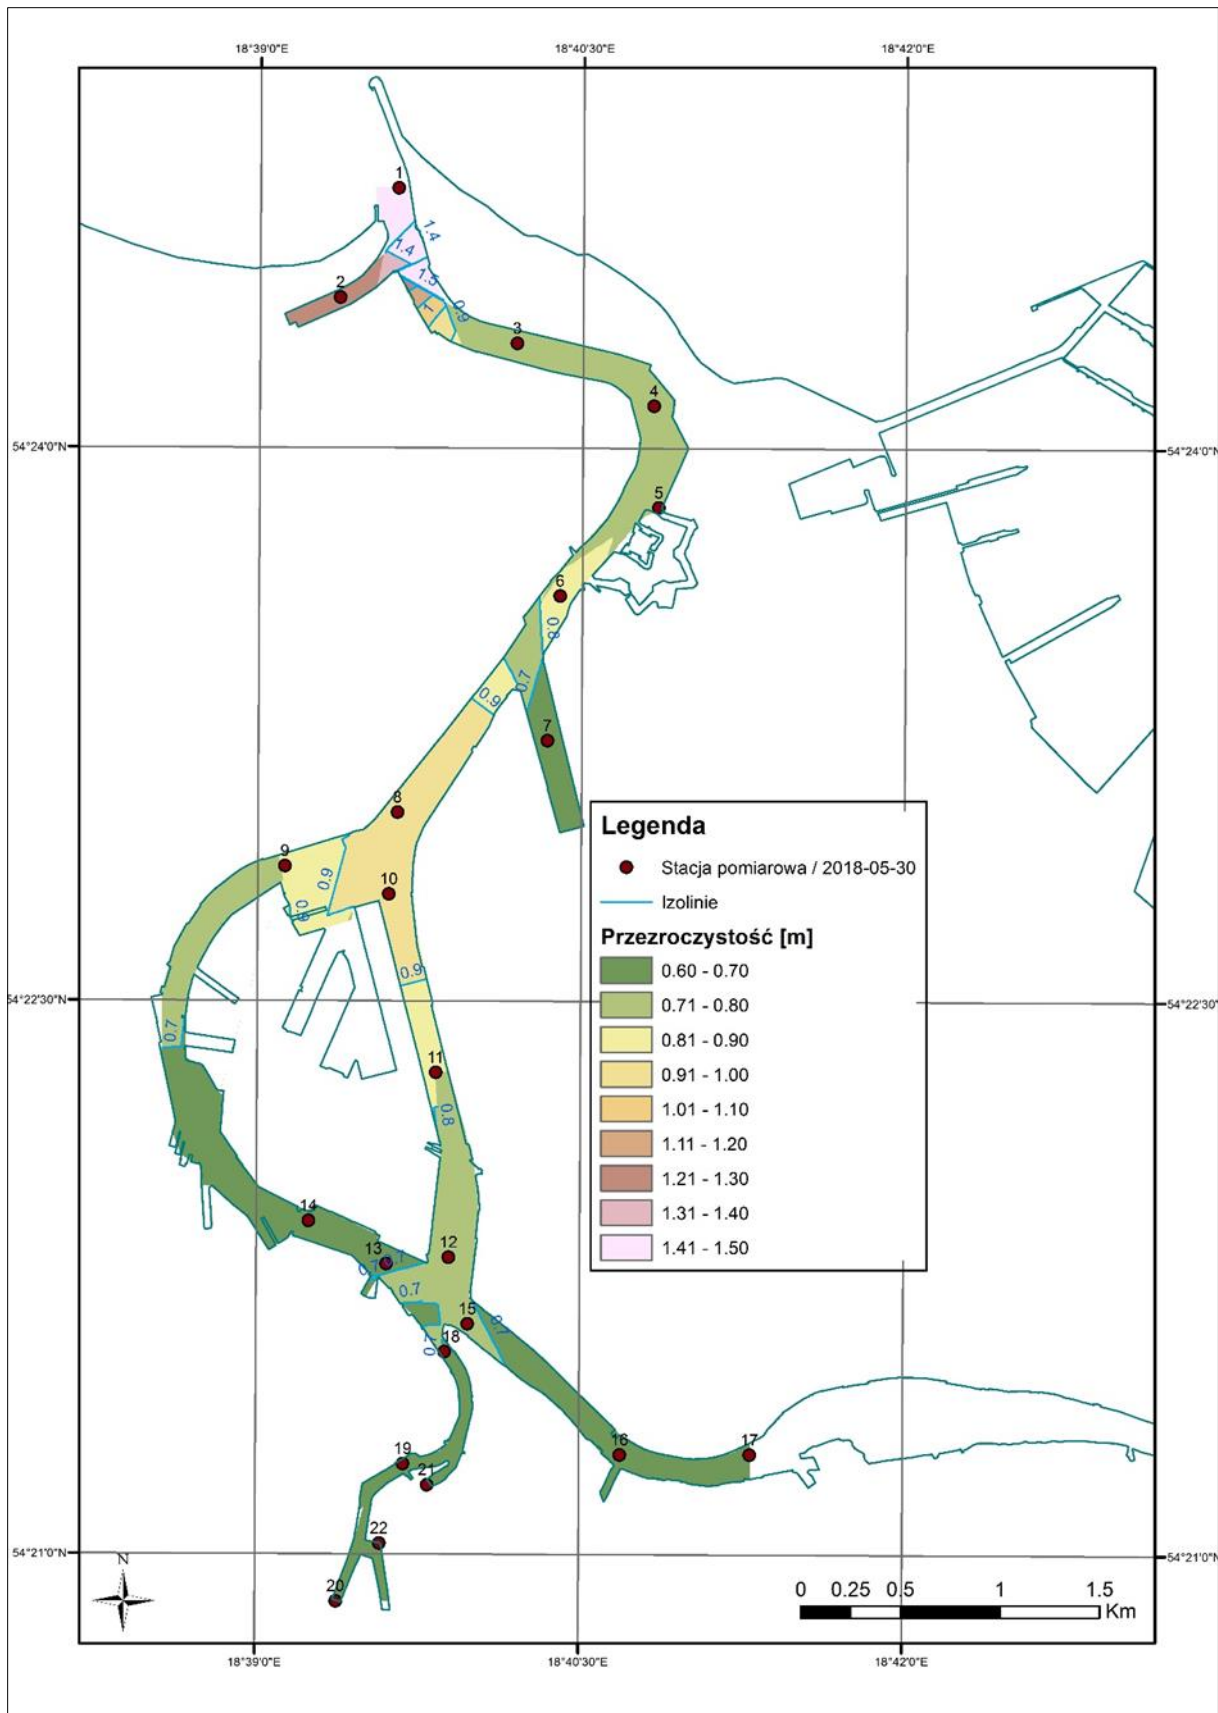 18°39'0"E 18°40'30"E 18°42'0"E
1
1.4
1.4
2
1.5
1
0.9
3
4
54°24'0"N 54°24'0"N
5
6
0.8
0.7
0.9
7
8
9
0.9
10
0.9
0.9
54°22'30"N 54°22'30"N
0.7
11
0.8
14
13
0.7
0.7
12
0.7
15
0.7
18
0.7
16
17
19
21
22
20
54°21'0"N 54°21'0"N
Legenda
Stacja pomiarowa / 2018-05-30
Izolinie
Przezroczystość [m]
0.60 - 0.70
0.71 - 0.80
0.81 - 0.90
0.91 - 1.00
1.01 - 1.10
1.11 - 1.20
1.21 - 1.30
1.31 - 1.40
1.41 - 1.50
N
0 0.25 0.5 1 1.5
Km
18°39'0"E 18°40'30"E 18°42'0"E